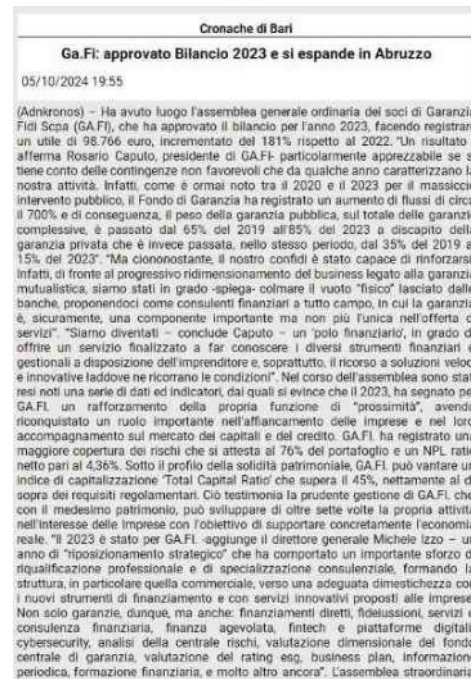 Cronache di Bari
Ga.Fi: approvato Bilancio 2023 e si espande in Abruzzo
05/10/2024 19:55
(Adnkronos) – Ha avuto luogo l'assemblea generale ordinaria dei soci di Garanzia
Fidi Scpa (GA.FI), che ha approvato il bilancio per l'anno 2023, facendo registrare
un utile di 98.766 euro, incrementato del 181% rispetto al 2022. "Un risultato -
afferma Rosario Caputo, presidente di GA.FI- particolarmente apprezzabile se si
tiene conto delle contingenze non favorevoli che da qualche anno caratterizzano la
nostra attività. Infatti, come è ormai noto tra il 2020 e il 2023 per il massiccio
intervento pubblico, il Fondo di Garanzia ha registrato un aumento di flussi di circa
il 700% e di conseguenza, il peso della garanzia pubblica, sul totale delle garanzie
complessive, è passato dal 65% del 2019 all'85% del 2023 a discapito della
garanzia privata che è invece passata, nello stesso periodo, dal 35% del 2019 al
15% del 2023". "Ma ciononostante, il nostro confidi è stato capace di rinforzarsi.
Infatti, di fronte al progressivo ridimensionamento del business legato alla garanzia
mutualistica, siamo stati in grado -spiega- colmare il vuoto "fisico" lasciato dalle
banche, proponendoci come consulenti finanziari a tutto campo, in cui la garanzia
è, sicuramente, una componente importante ma non più l'unica nell'offerta di
servizi". "Siamo diventati – conclude Caputo – un 'polo finanziario', in grado di
offrire un servizio finalizzato a far conoscere i diversi strumenti finanziari e
gestionali a disposizione dell'imprenditore e, soprattutto, il ricorso a soluzioni veloci
e innovative laddove ne ricorrano le condizioni". Nel corso dell'assemblea sono stati
resi noti una serie di dati ed indicatori, dai quali si evince che il 2023, ha segnato per
GA.FI. un rafforzamento della propria funzione di "prossimità", avendo
riconquistato un ruolo importante nell'affiancamento delle imprese e nel loro
accompagnamento sul mercato dei capitali e del credito. GA.FI. ha registrato una
maggiore copertura dei rischi che si attesta al 76% del portafoglio e un NPL ratio
netto pari al 4,36%. Sotto il profilo della solidità patrimoniale, GA.FI. può vantare un
indice di capitalizzazione 'Total Capital Ratio' che supera il 45%, nettamente al di
sopra dei requisiti regolamentari. Ciò testimonia la prudente gestione di GA.FI. che,
con il medesimo patrimonio, può sviluppare di oltre sette volte la propria attività
nell'interesse delle imprese con l'obiettivo di supportare concretamente l'economia
reale. "Il 2023 è stato per GA.FI. -aggiunge il direttore generale Michele Izzo – un
anno di "riposizionamento strategico" che ha comportato un importante sforzo di
riqualificazione professionale e di specializzazione consulenziale, formando la
struttura, in particolare quella commerciale, verso una adeguata dimestichezza con
i nuovi strumenti di finanziamento e con servizi innovativi proposti alle imprese.
Non solo garanzie, dunque, ma anche: finanziamenti diretti, fideiussioni, servizi e
consulenza finanziaria, finanza agevolata, fintech e piattaforme digitali,
cybersecurity, analisi della centrale rischi, valutazione dimensionale del fondo
centrale di garanzia, valutazione del rating esg, business plan, informazione
periodica, formazione finanziaria, e molto altro ancora". L'assemblea straordinaria